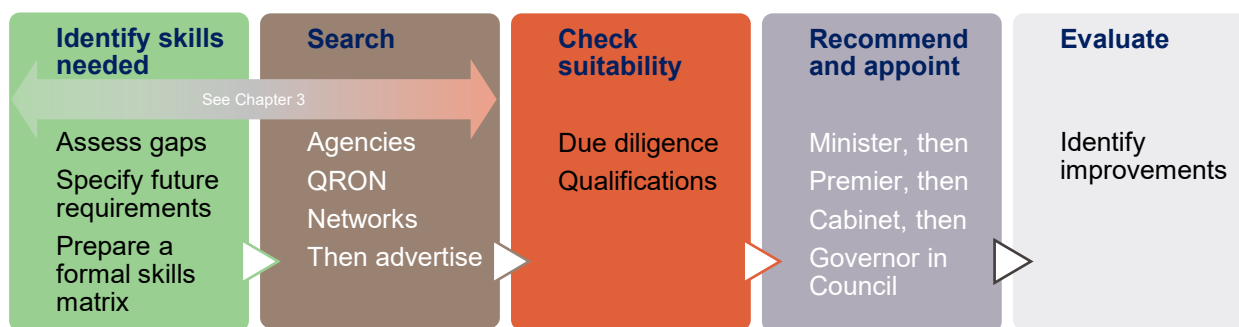 Identify skills
needed
See Chapter 3
Assess gaps
Specify future
requirements
Prepare a
formal skills
matrix
Search
Agencies
QRON
Networks
Then advertise
Check
suitability
Due diligence
Qualifications
Recommend
and appoint
Minister, then
Premier, then
Cabinet, then
Governor in
Council
Evaluate
Identify
improvements